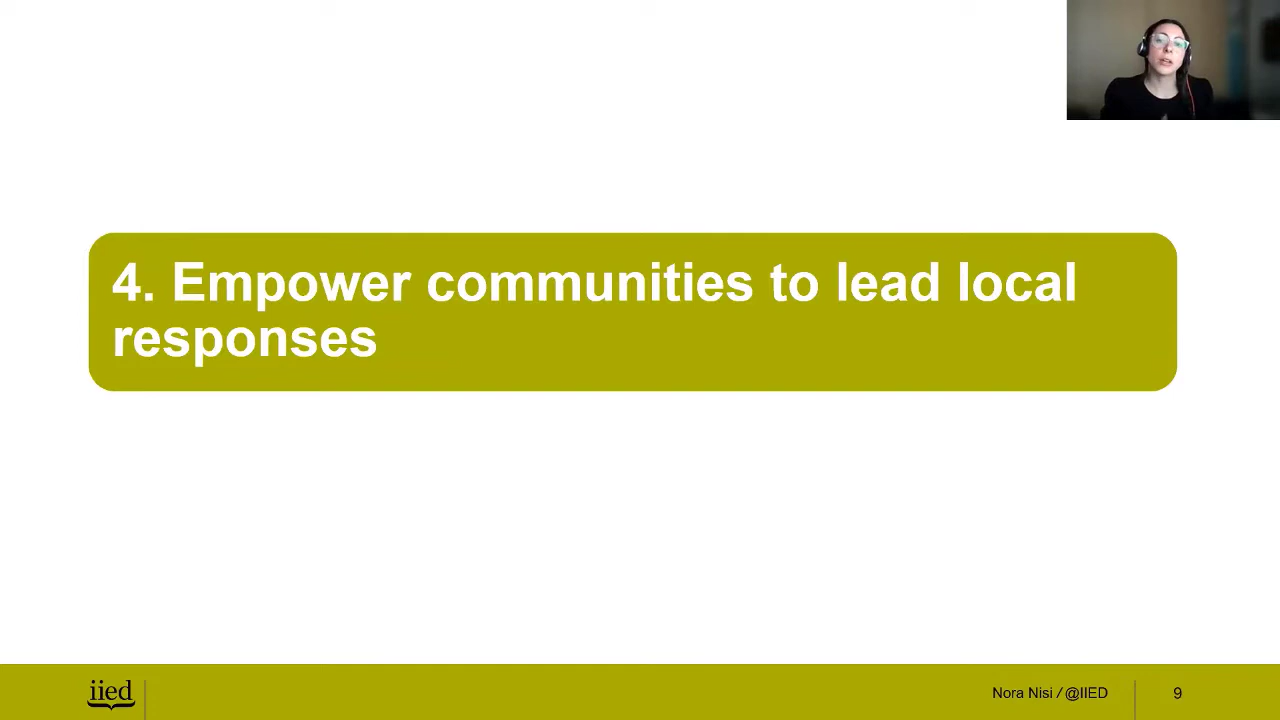 4. Empower communities to lead local
responses
iied
Nora Nisi / @IIED
9